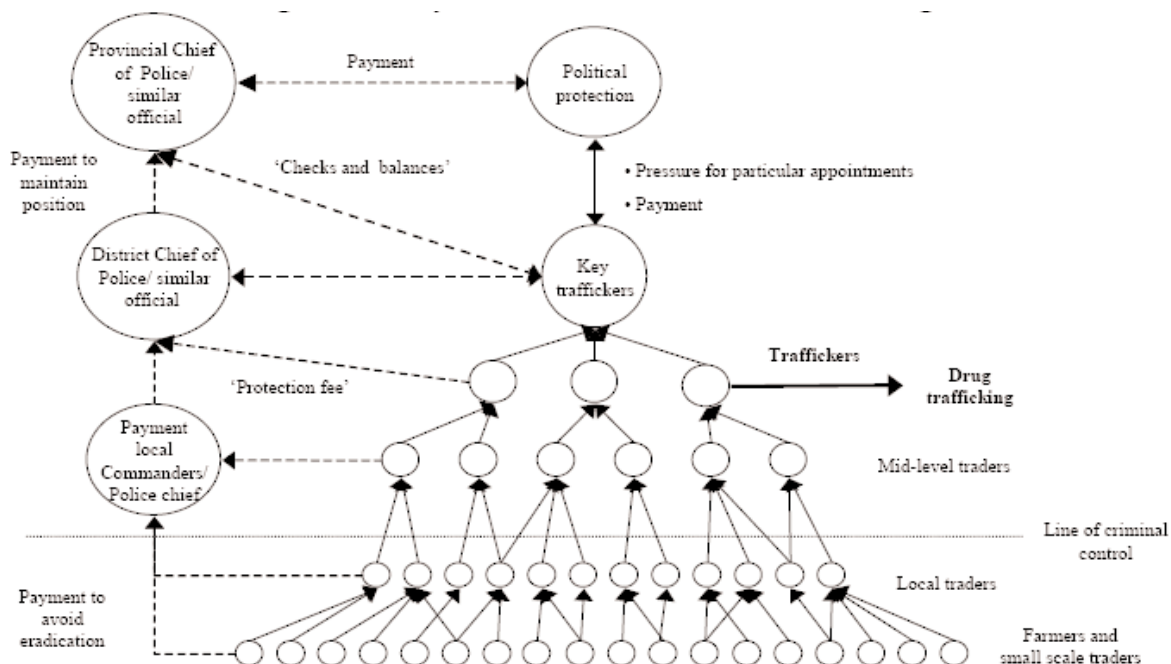 Provincial Chief
of Police/
similar
official
Payment
Political
protection
Payment to
maintain
position
‘Checks and balances’
• Pressure for particular appointments
• Payment
District Chief of
Police/ similar
official
Key
traffickers
Traffickers
Drug
trafficking
‘Protection fee’
Payment
local
Commanders/
Police chief
Mid-level traders
Line of criminal
control
Local traders
Payment to
avoid
eradication
Farmers and
small scale traders